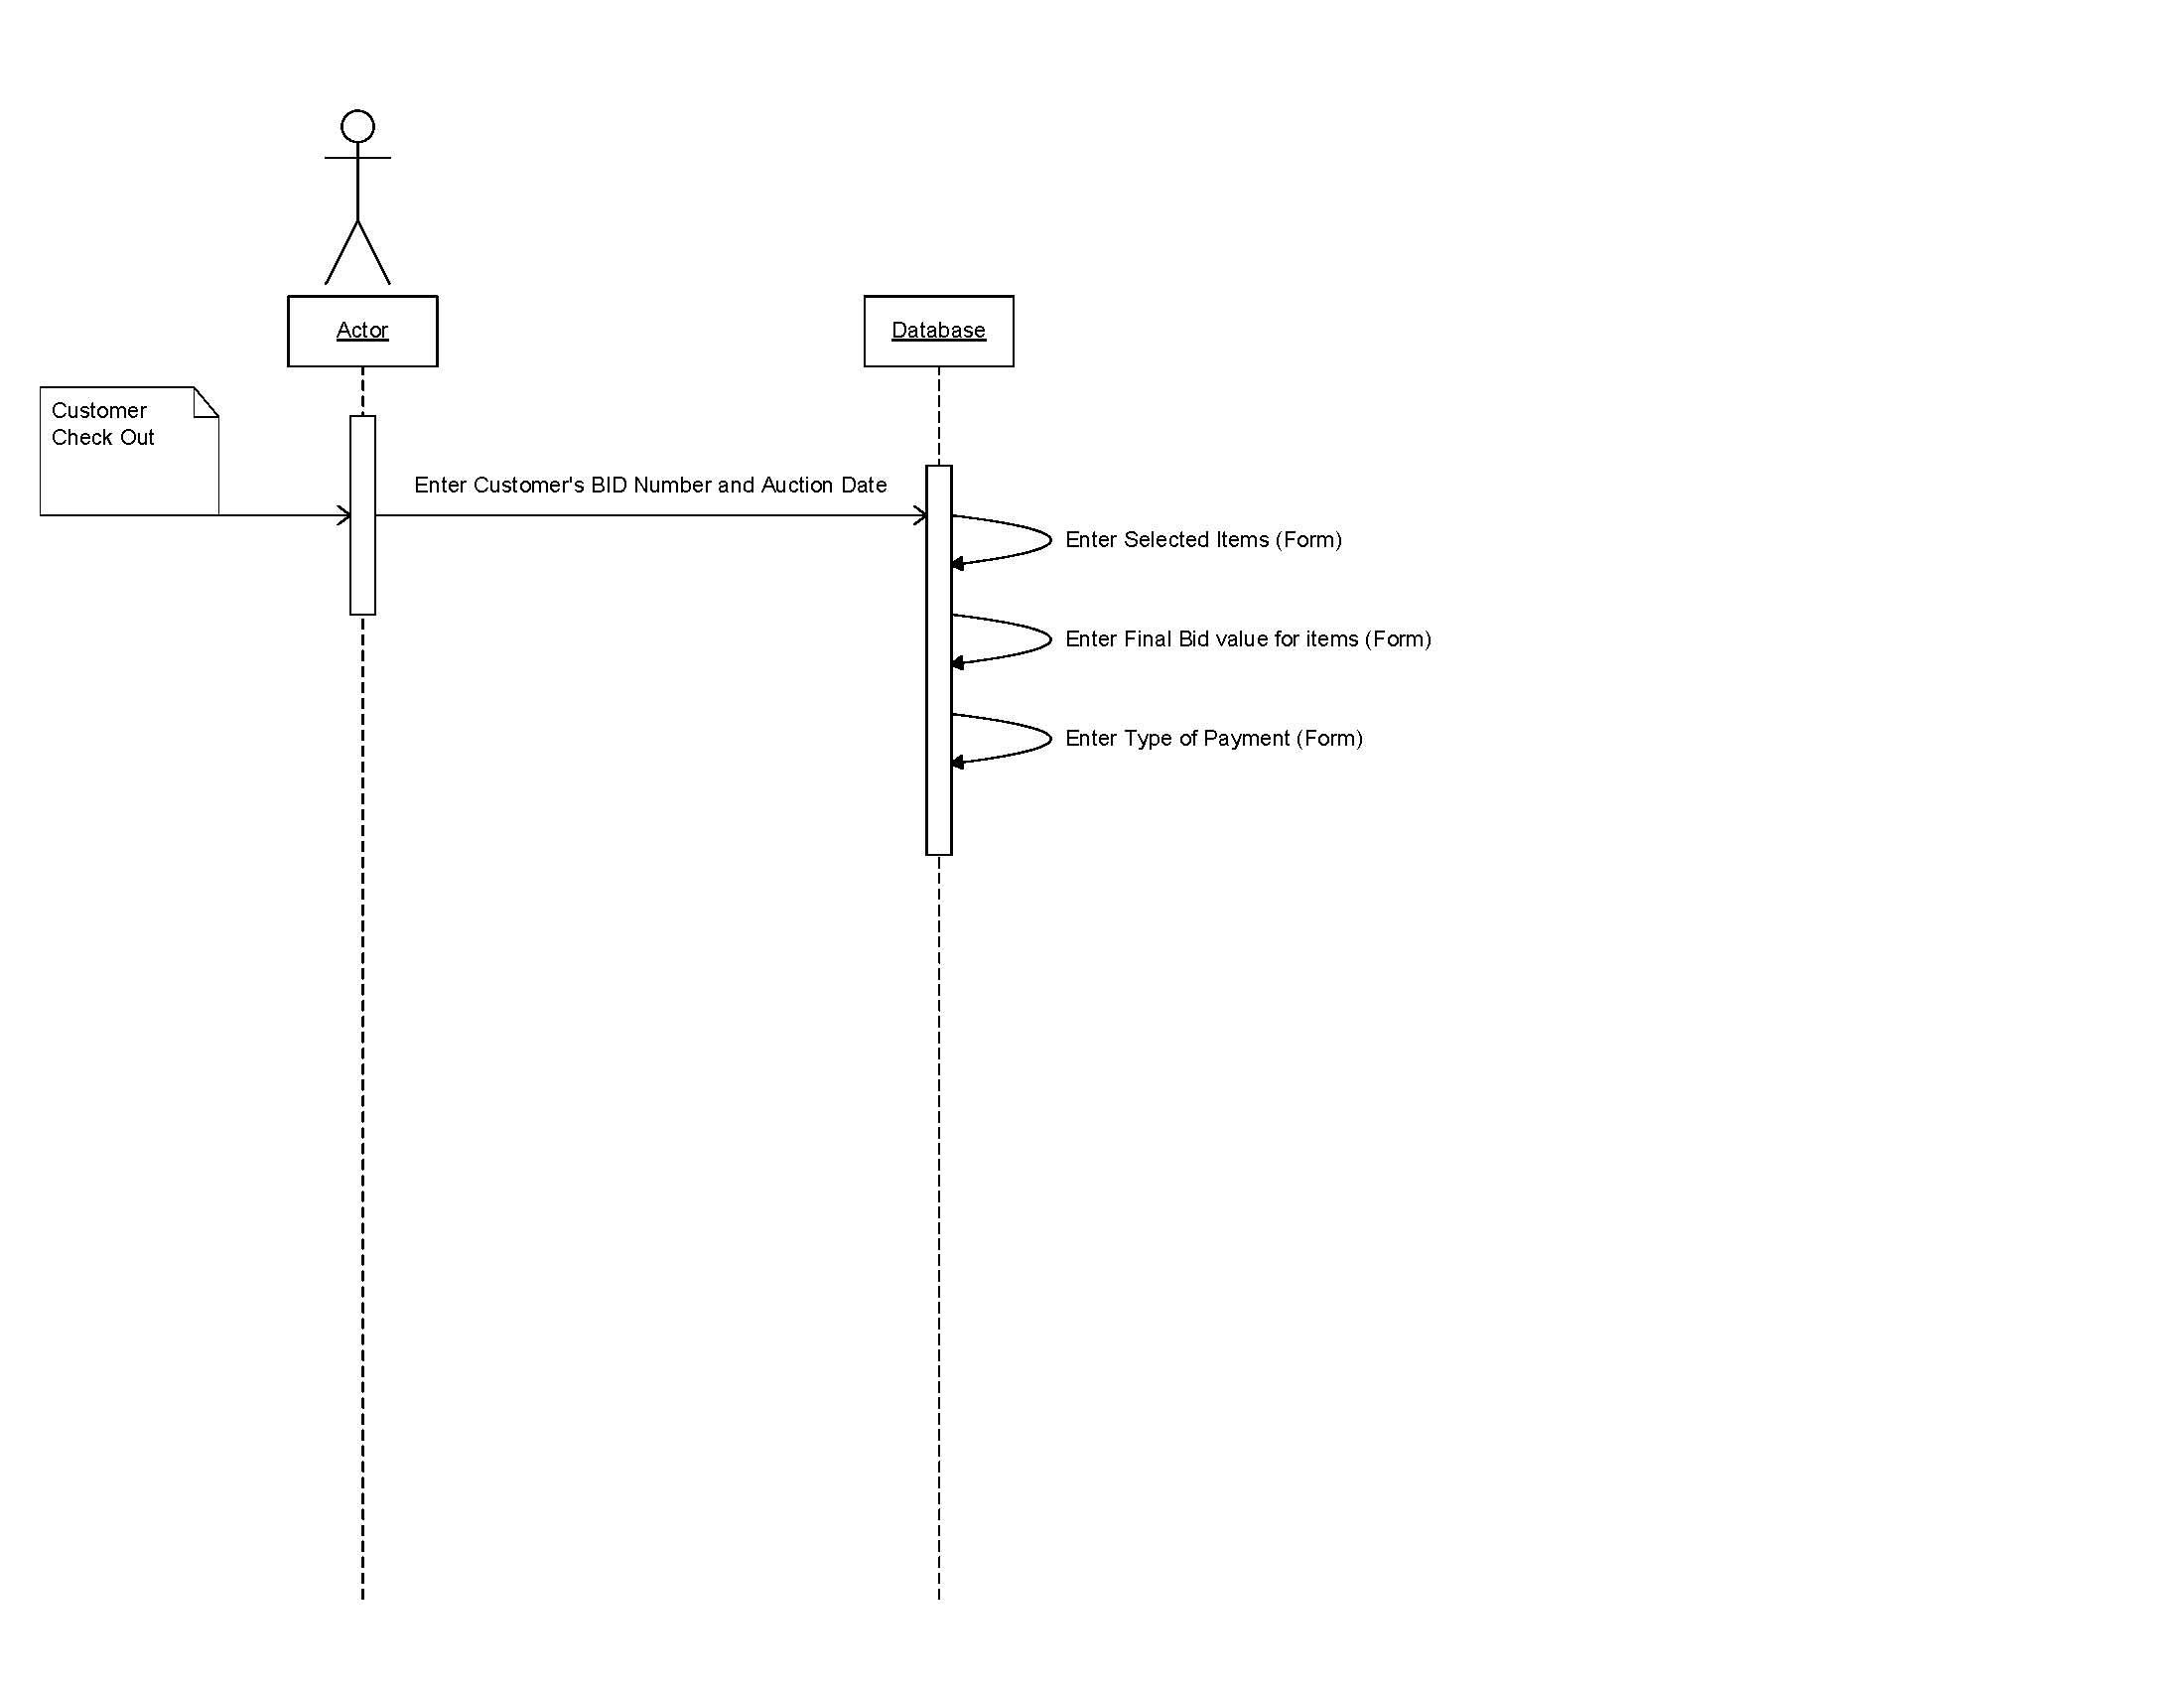 Actor
Database
Customer
Check Out
Enter Customer's BID Number and Auction Date
Enter Selected Items (Form)
Enter Final Bid value for items (Form)
Enter Type of Payment (Form)